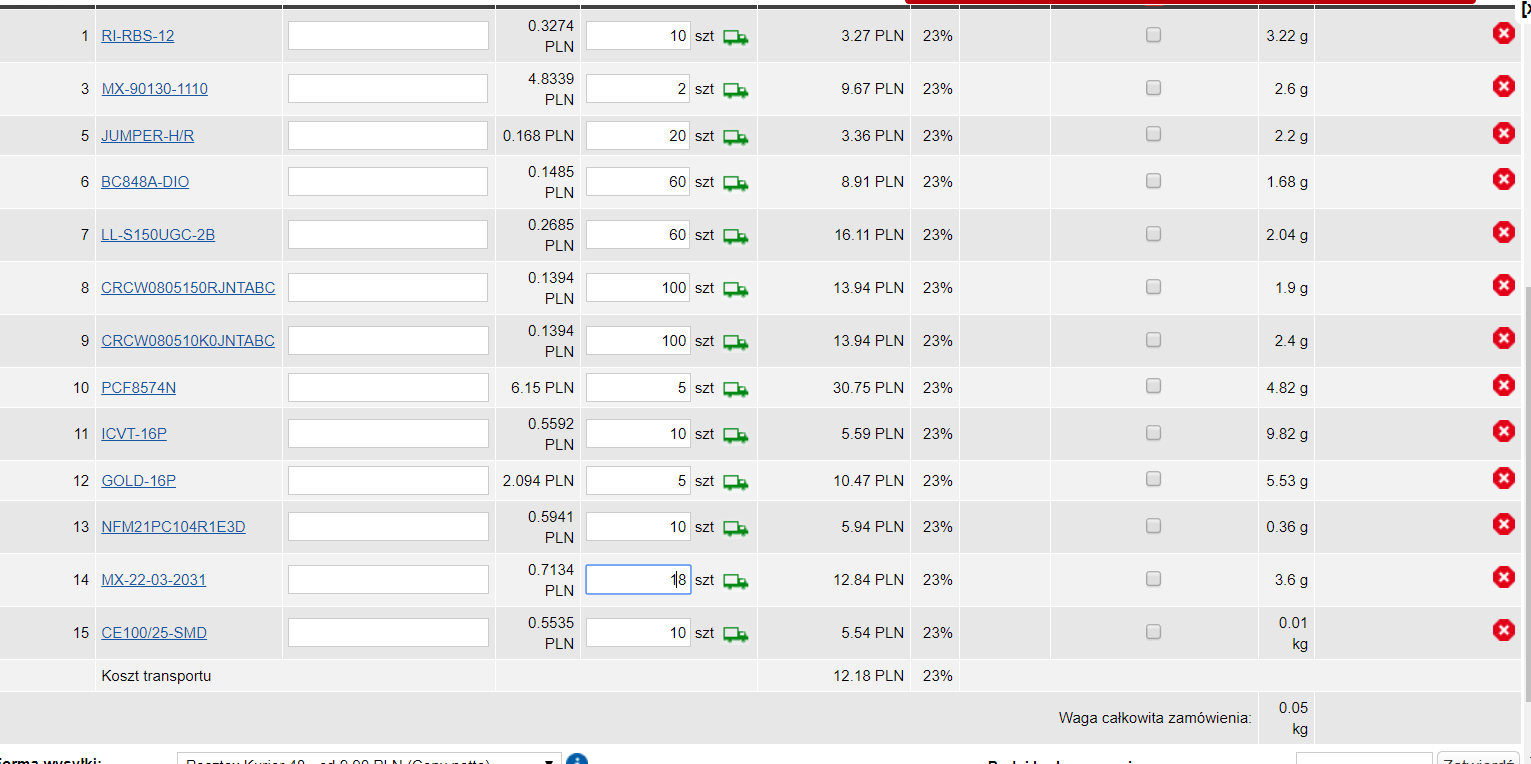 1 RI-RBS-12 0.3274 PLN 10 szt 3.27 PLN 23% 3.22 g
3 MX-90130-1110 4.8339 PLN 2 szt 9.67 PLN 23% 2.6 g
5 JUMPER-H/R 0.168 PLN 20 szt 3.36 PLN 23% 2.2 g
6 BC848A-DIO 0.1485 PLN 60 szt 8.91 PLN 23% 1.68 g
7 LL-S150UGC-2B 0.2685 PLN 60 szt 16.11 PLN 23% 2.04 g
8 CRCW0805150RJNTABC 0.1394 PLN 100 szt 13.94 PLN 23% 1.9 g
9 CRCW080510K0JNTABC 0.1394 PLN 100 szt 13.94 PLN 23% 2.4 g
10 PCF8574N 6.15 PLN 5 szt 30.75 PLN 23% 4.82 g
11 ICVT-16P 0.5592 PLN 10 szt 5.59 PLN 23% 9.82 g
12 GOLD-16P 2.094 PLN 5 szt 10.47 PLN 23% 5.53 g
13 NFM21PC104R1E3D 0.5941 PLN 10 szt 5.94 PLN 23% 0.36 g
14 MX-22-03-2031 0.7134 PLN 18 szt 12.84 PLN 23% 3.6 g
15 CE100/25-SMD 0.5535 PLN 10 szt 5.54 PLN 23% 0.01 kg
Koszt transportu 12.18 PLN 23%
Waga całkowita zamówienia: 0.05 kg